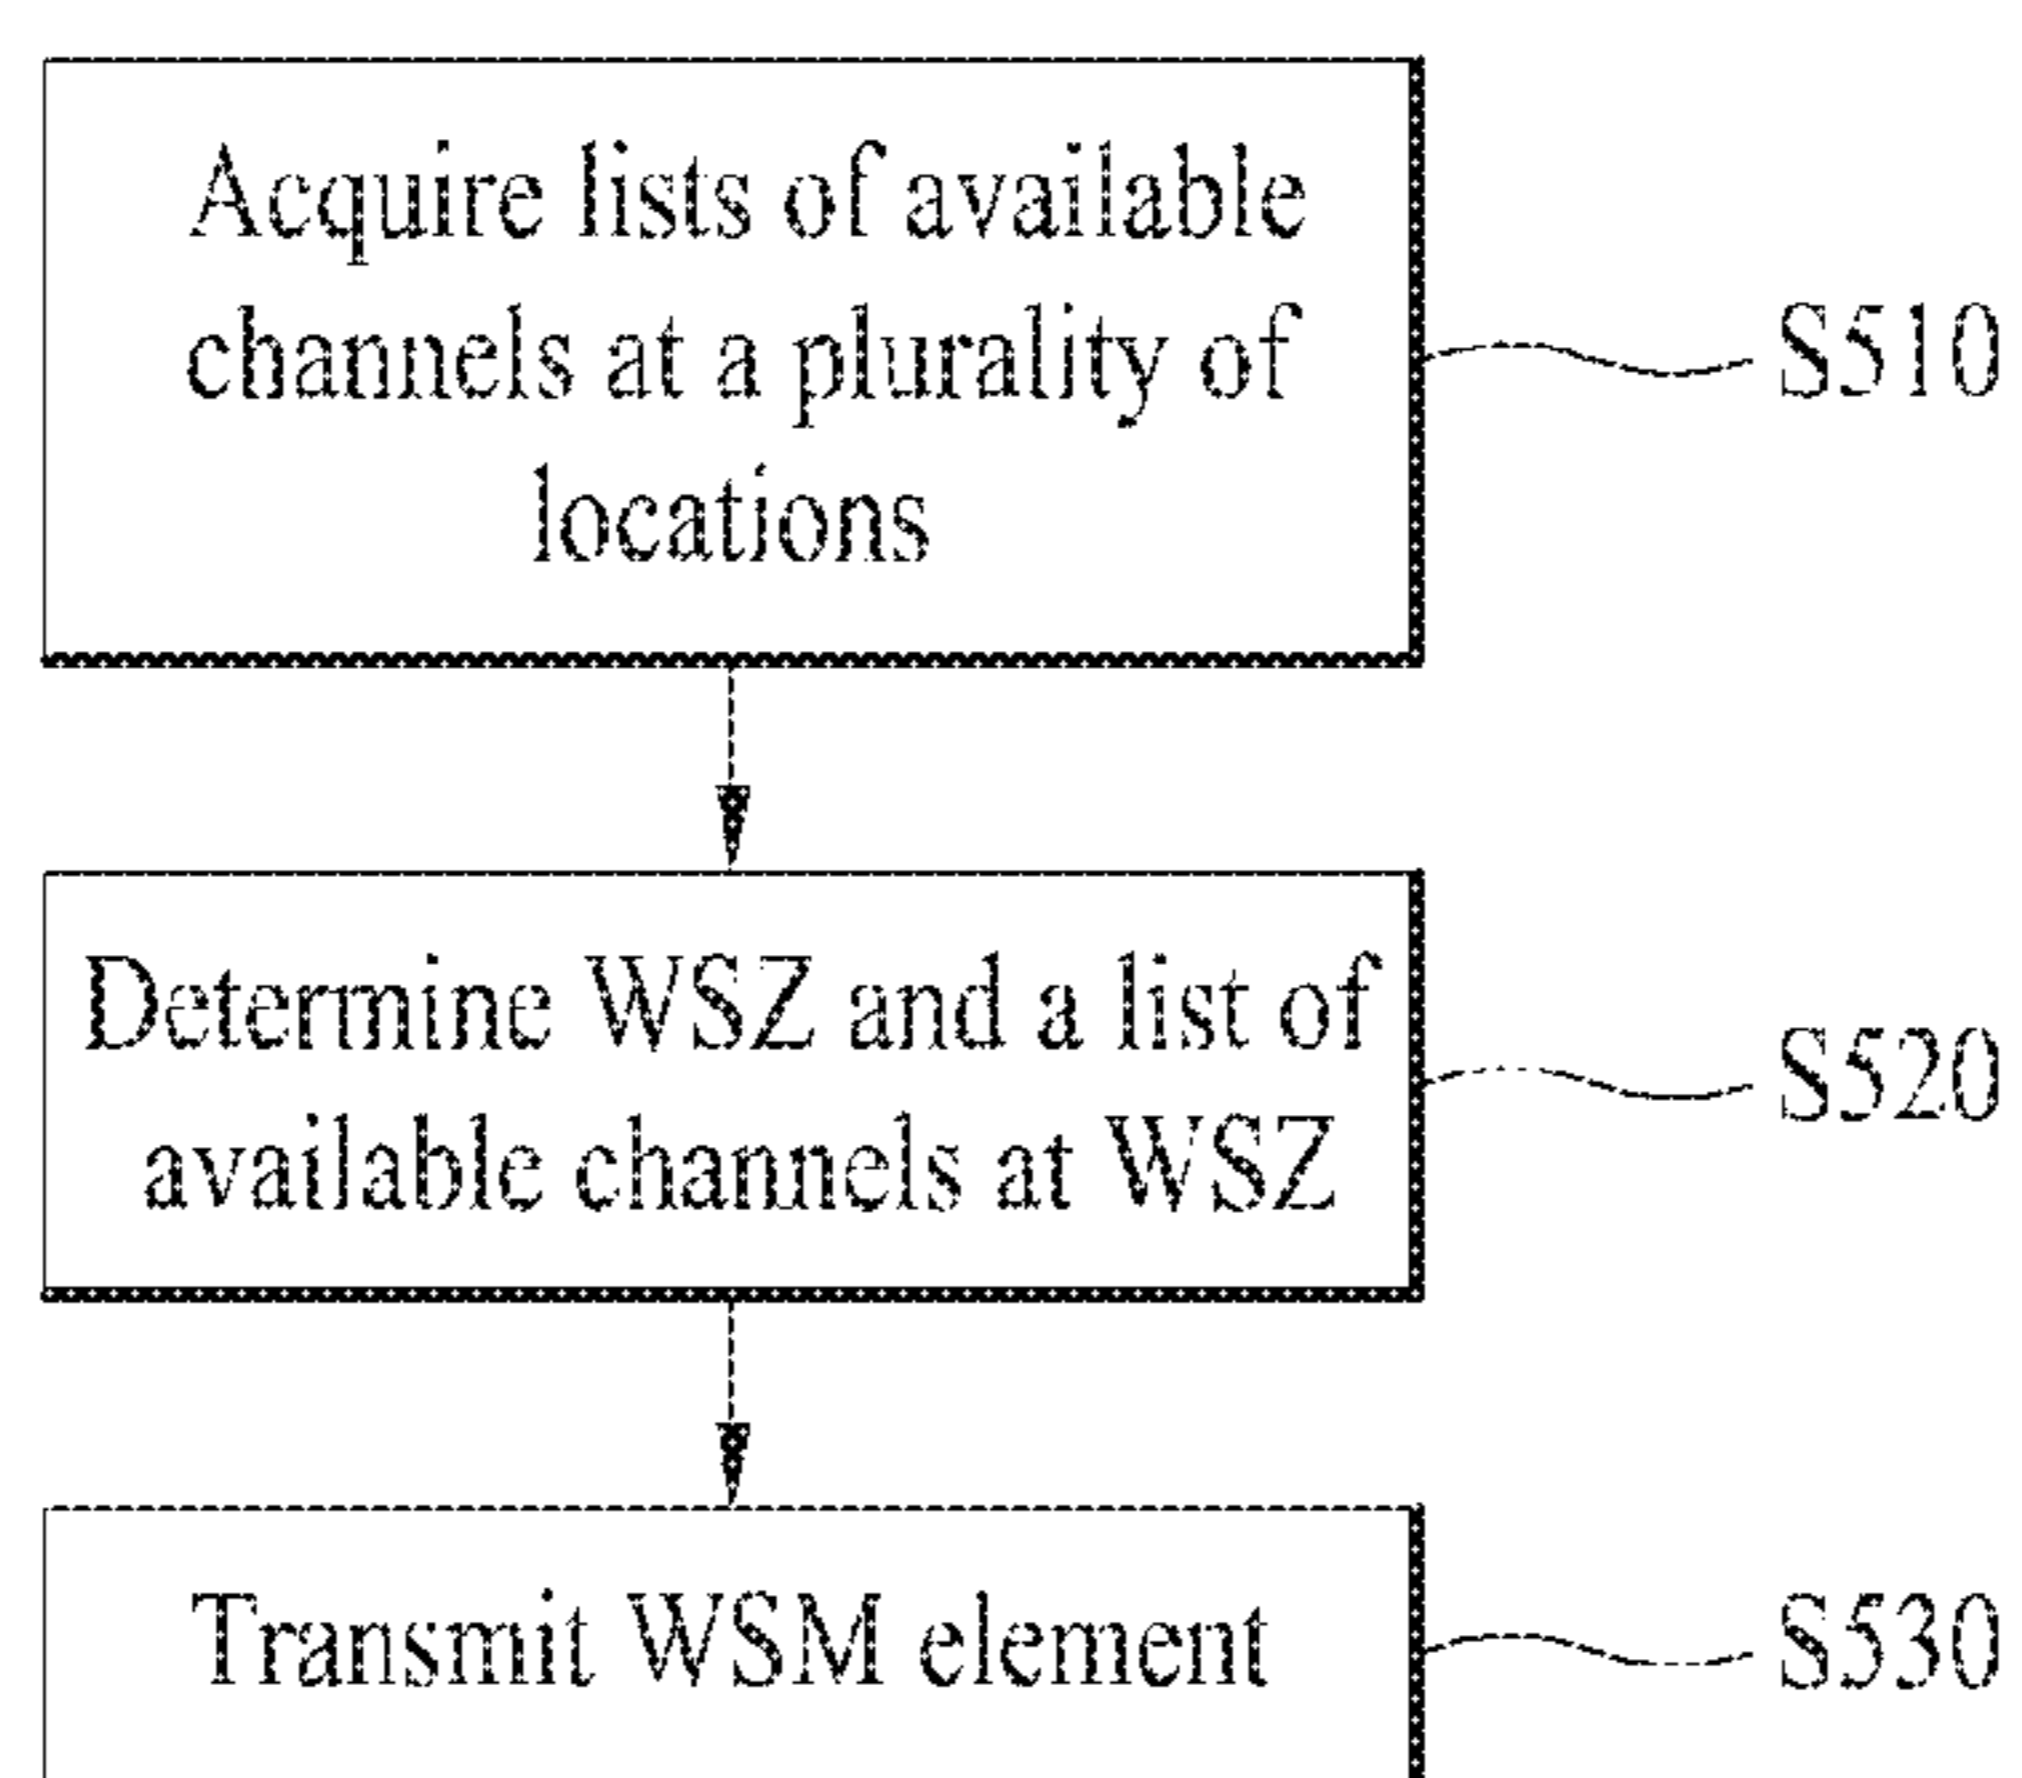 Acquire lists of available
channels at a plurality of
locations
S510
Determine WSZ and a list of
available channels at WSZ
S520
Transmit WSM element
S530